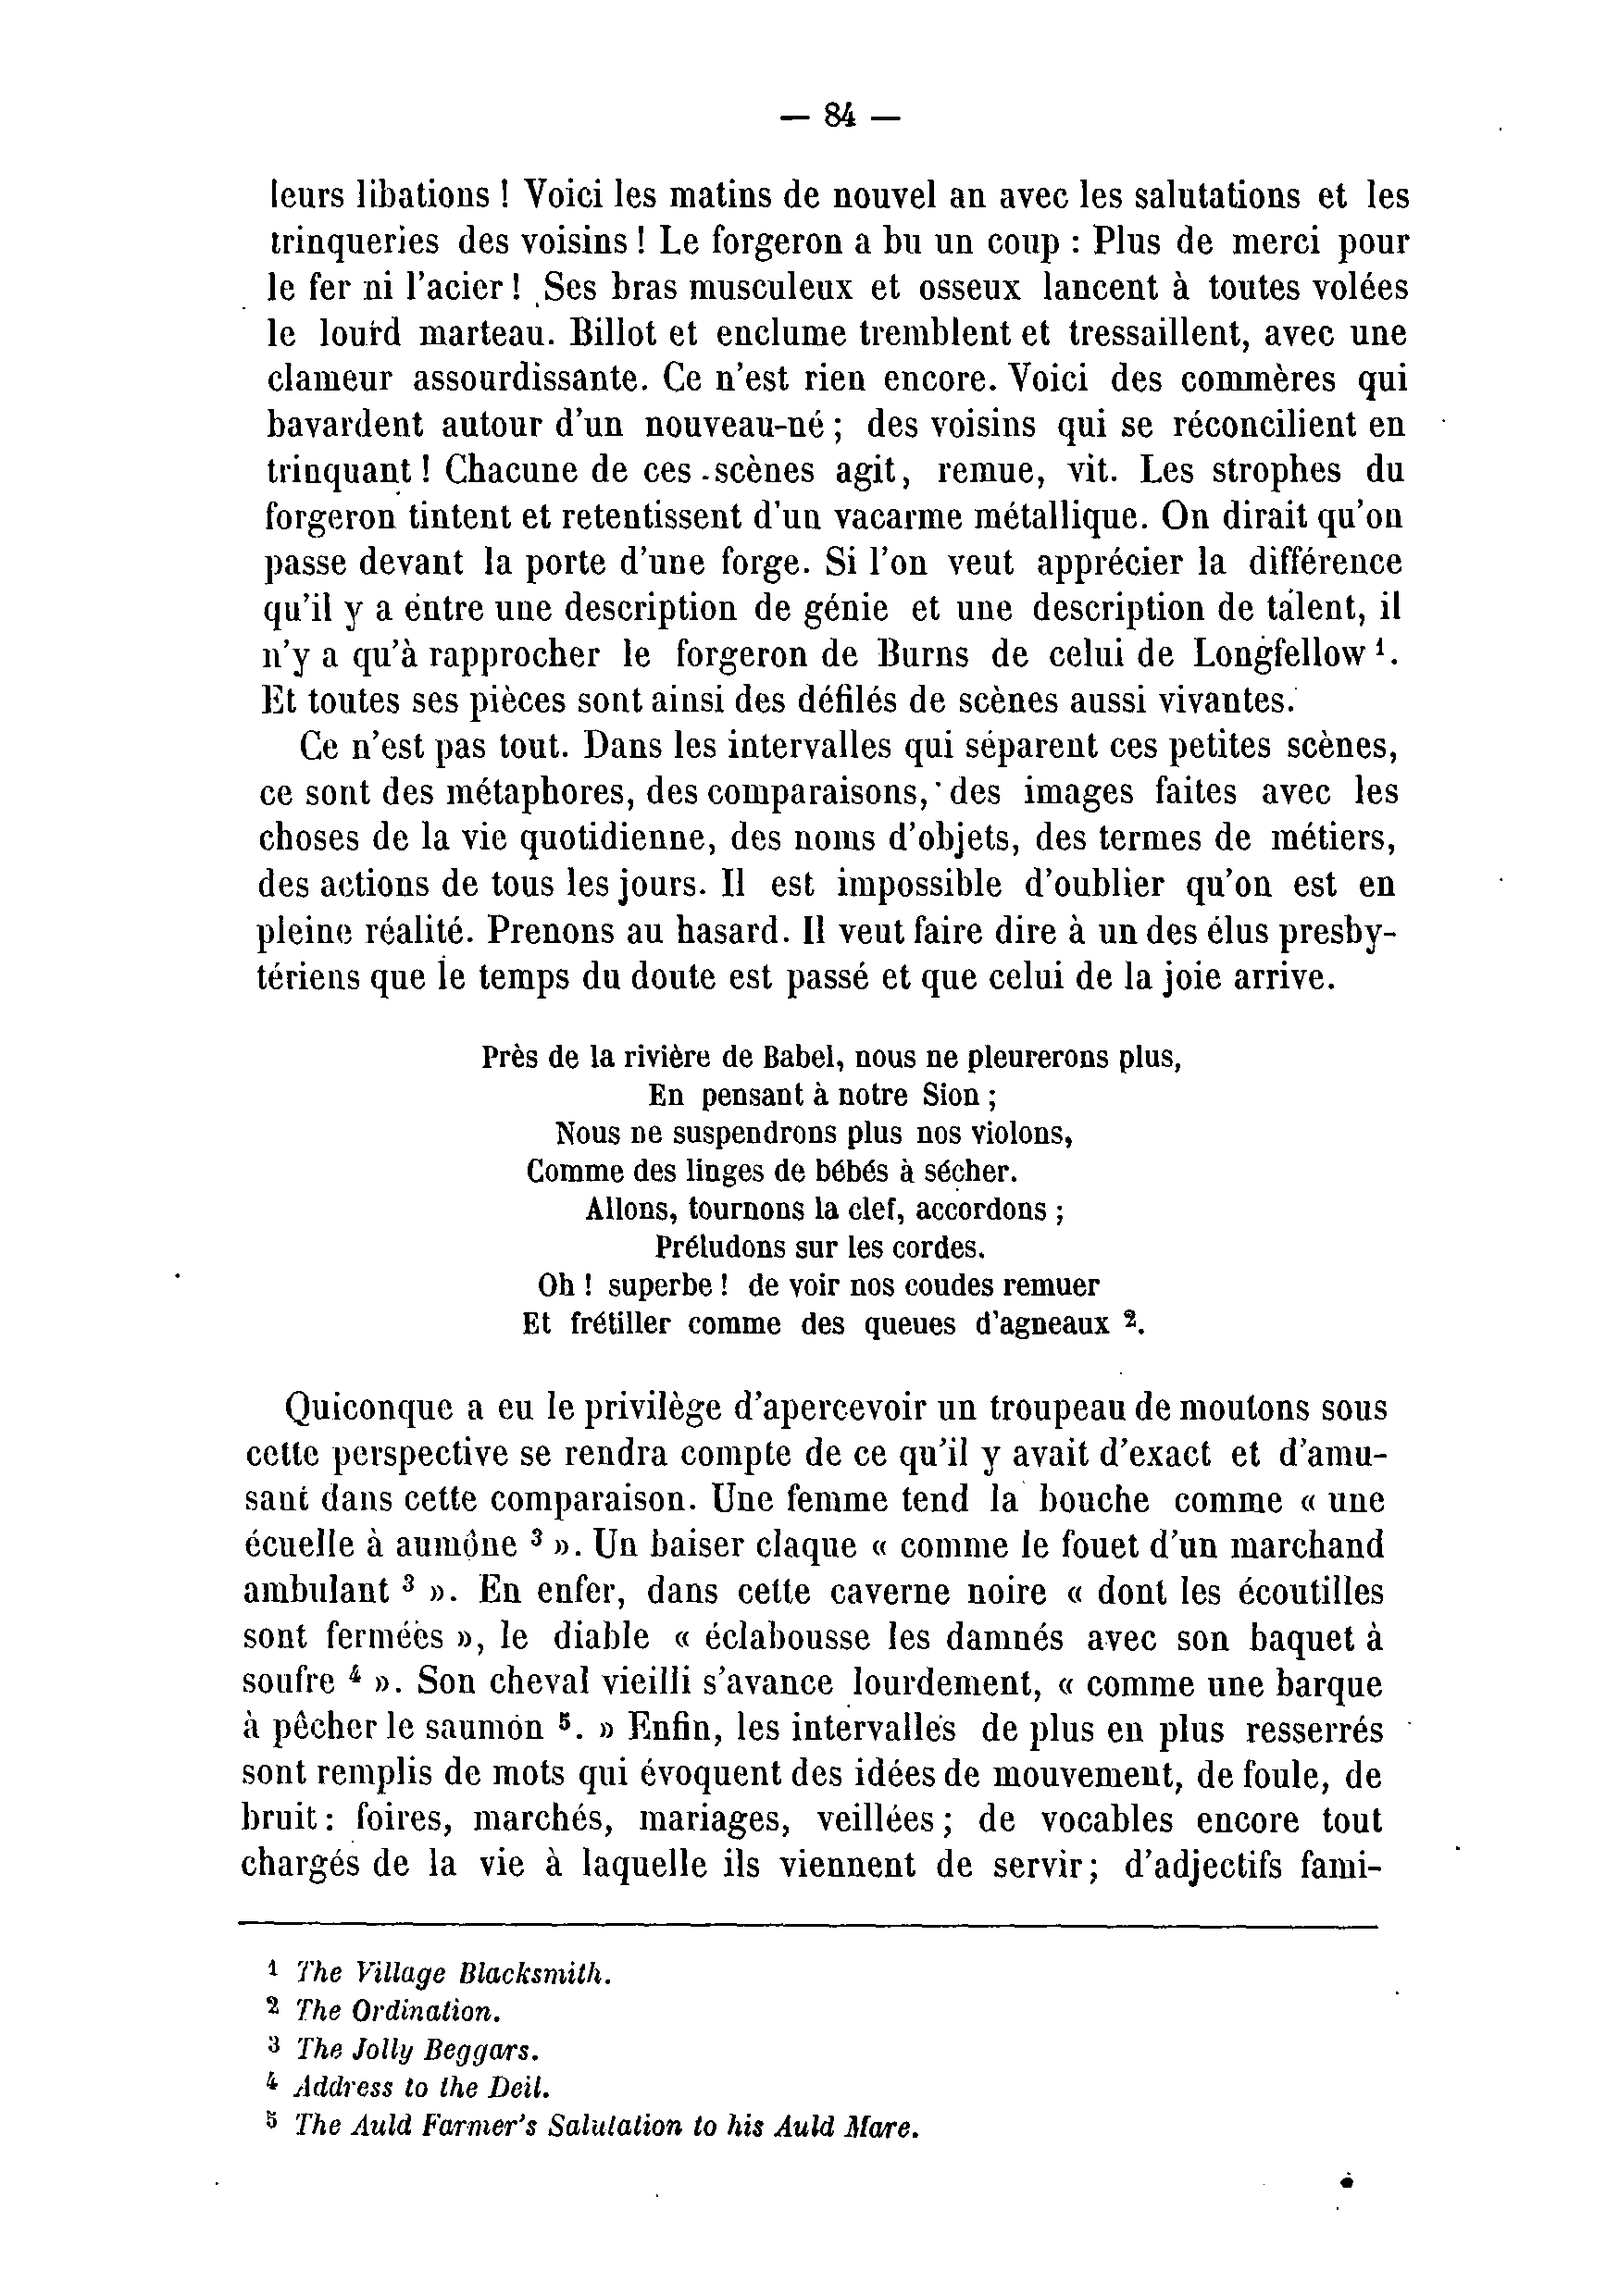 — 84 —
leurs libations ! Voici les matins de nouvel an avec les salutations et les
trinqueries des voisins ! Le forgeron a bu un coup : Plus de merci pour
le fer ni l'acier ! Ses bras musculeux et osseux lancent à toutes volées
le lourd marteau. Billot et enclume tremblent et tressaillent, avec une
clameur assourdissante. Ce n'est rien encore. Voici des commères qui
bavardent autour d'un nouveau-né ; des voisins qui se réconcilient en
trinquant ! Chacune de ces scènes agit, remue, vit. Les strophes du
forgeron tintent et retentissent d'un vacarme métallique. On dirait qu'on
passe devant la porte d'une forge. Si l'on veut apprécier la différence
qu'il y a entre une description de génie et une description de talent, il
n'y a qu'à rapprocher le forgeron de Burns de celui de Longfellow ¹.
Et toutes ses pièces sont ainsi des défilés de scènes aussi vivantes.
Ce n'est pas tout. Dans les intervalles qui séparent ces petites scènes,
ce sont des métaphores, des comparaisons, des images faites avec les
choses de la vie quotidienne, des noms d'objets, des termes de métiers,
des actions de tous les jours. Il est impossible d'oublier qu'on est en
pleine réalité. Prenons au hasard. Il veut faire dire à un des élus presby-
tériens que le temps du doute est passé et que celui de la joie arrive.
Près de la rivière de Babel, nous ne pleurerons plus,
En pensant à notre Sion ;
Nous ne suspendrons plus nos violons,
Comme des linges de bébés à sécher.
Allons, tournons la clef, accordons ;
Préludons sur les cordes.
Oh ! superbe ! de voir nos coudes remuer
Et frétiller comme des queues d'agneaux ².
Quiconque a eu le privilège d'apercevoir un troupeau de moutons sous
cette perspective se rendra compte de ce qu'il y avait d'exact et d'amu-
sant dans cette comparaison. Une femme tend la bouche comme « une
écuelle à aumône ³ ». Un baiser claque « comme le fouet d'un marchand
ambulant ³ ». En enfer, dans cette caverne noire « dont les écoutilles
sont fermées », le diable « éclabousse les damnés avec son baquet à
soufre ⁴ ». Son cheval vieilli s'avance lourdement, « comme une barque
à pêcher le saumon ⁵. » Enfin, les intervalles de plus en plus resserrés
sont remplis de mots qui évoquent des idées de mouvement, de foule, de
bruit : foires, marchés, mariages, veillées ; de vocables encore tout
chargés de la vie à laquelle ils viennent de servir ; d'adjectifs fami-
¹ The Village Blacksmith.
² The Ordination.
³ The Jolly Beggars.
⁴ Address to the Deil.
⁵ The Auld Farmer's Salutation to his Auld Mare.